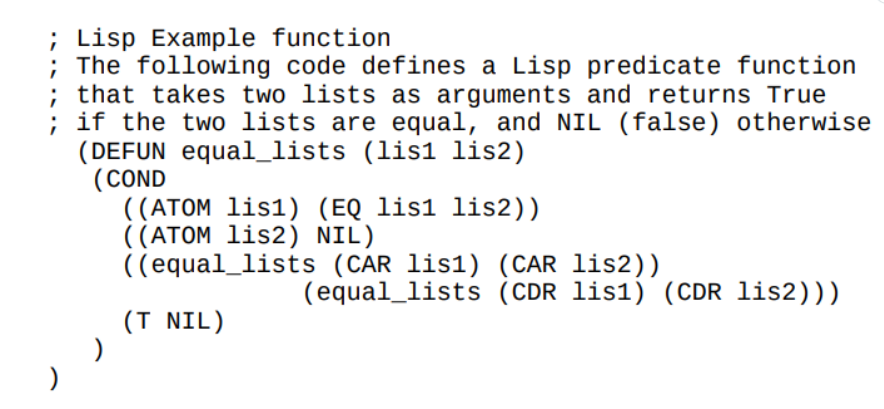 ; Lisp Example function
; The following code defines a Lisp predicate function
; that takes two lists as arguments and returns True
; if the two lists are equal, and NIL (false) otherwise
(DEFUN equal_lists (lis1 lis2)
(COND
((ATOM lis1) (EQ lis1 lis2))
((ATOM lis2) NIL)
((equal_lists (CAR lis1) (CAR lis2))
(equal_lists (CDR lis1) (CDR lis2)))
(T NIL)
)
)